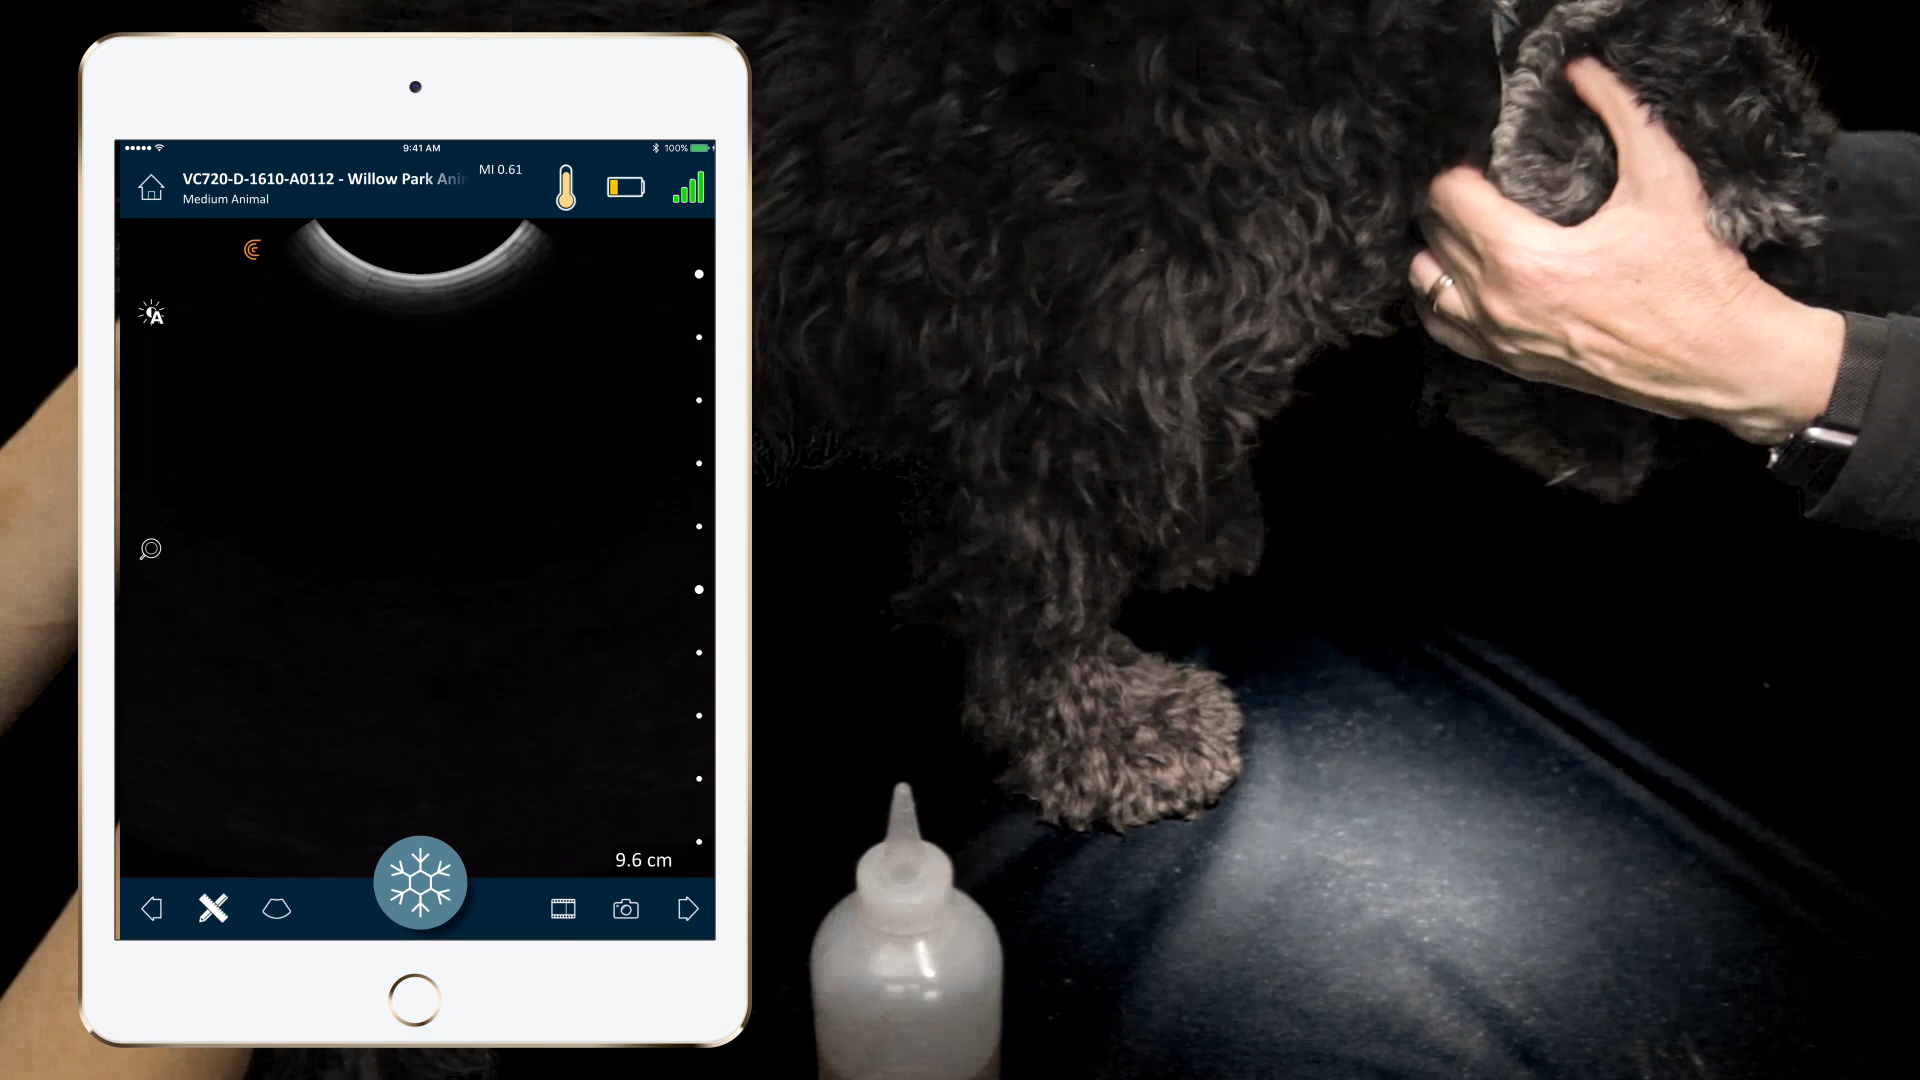 9:41 AM
100%
VC720-D-1610-A0112 - Willow Park Ani
MI 0.61
Medium Animal
A
9.6 cm